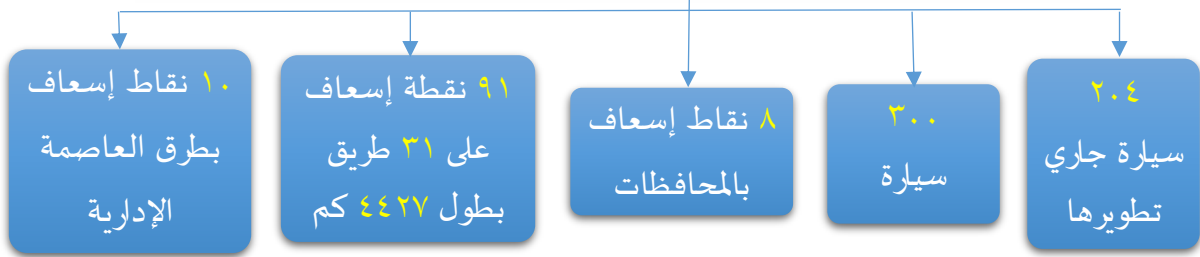 ٢٠٤
سيارة جاري
تطويرها
٣٠٠
سيارة
٨ نقاط إسعاف
بالمحافظات
٩١ نقطة إسعاف
على ٣١ طريق
بطول ٤٤٢٧ كم
١٠ نقاط إسعاف
بطرق العاصمة
الإدارية